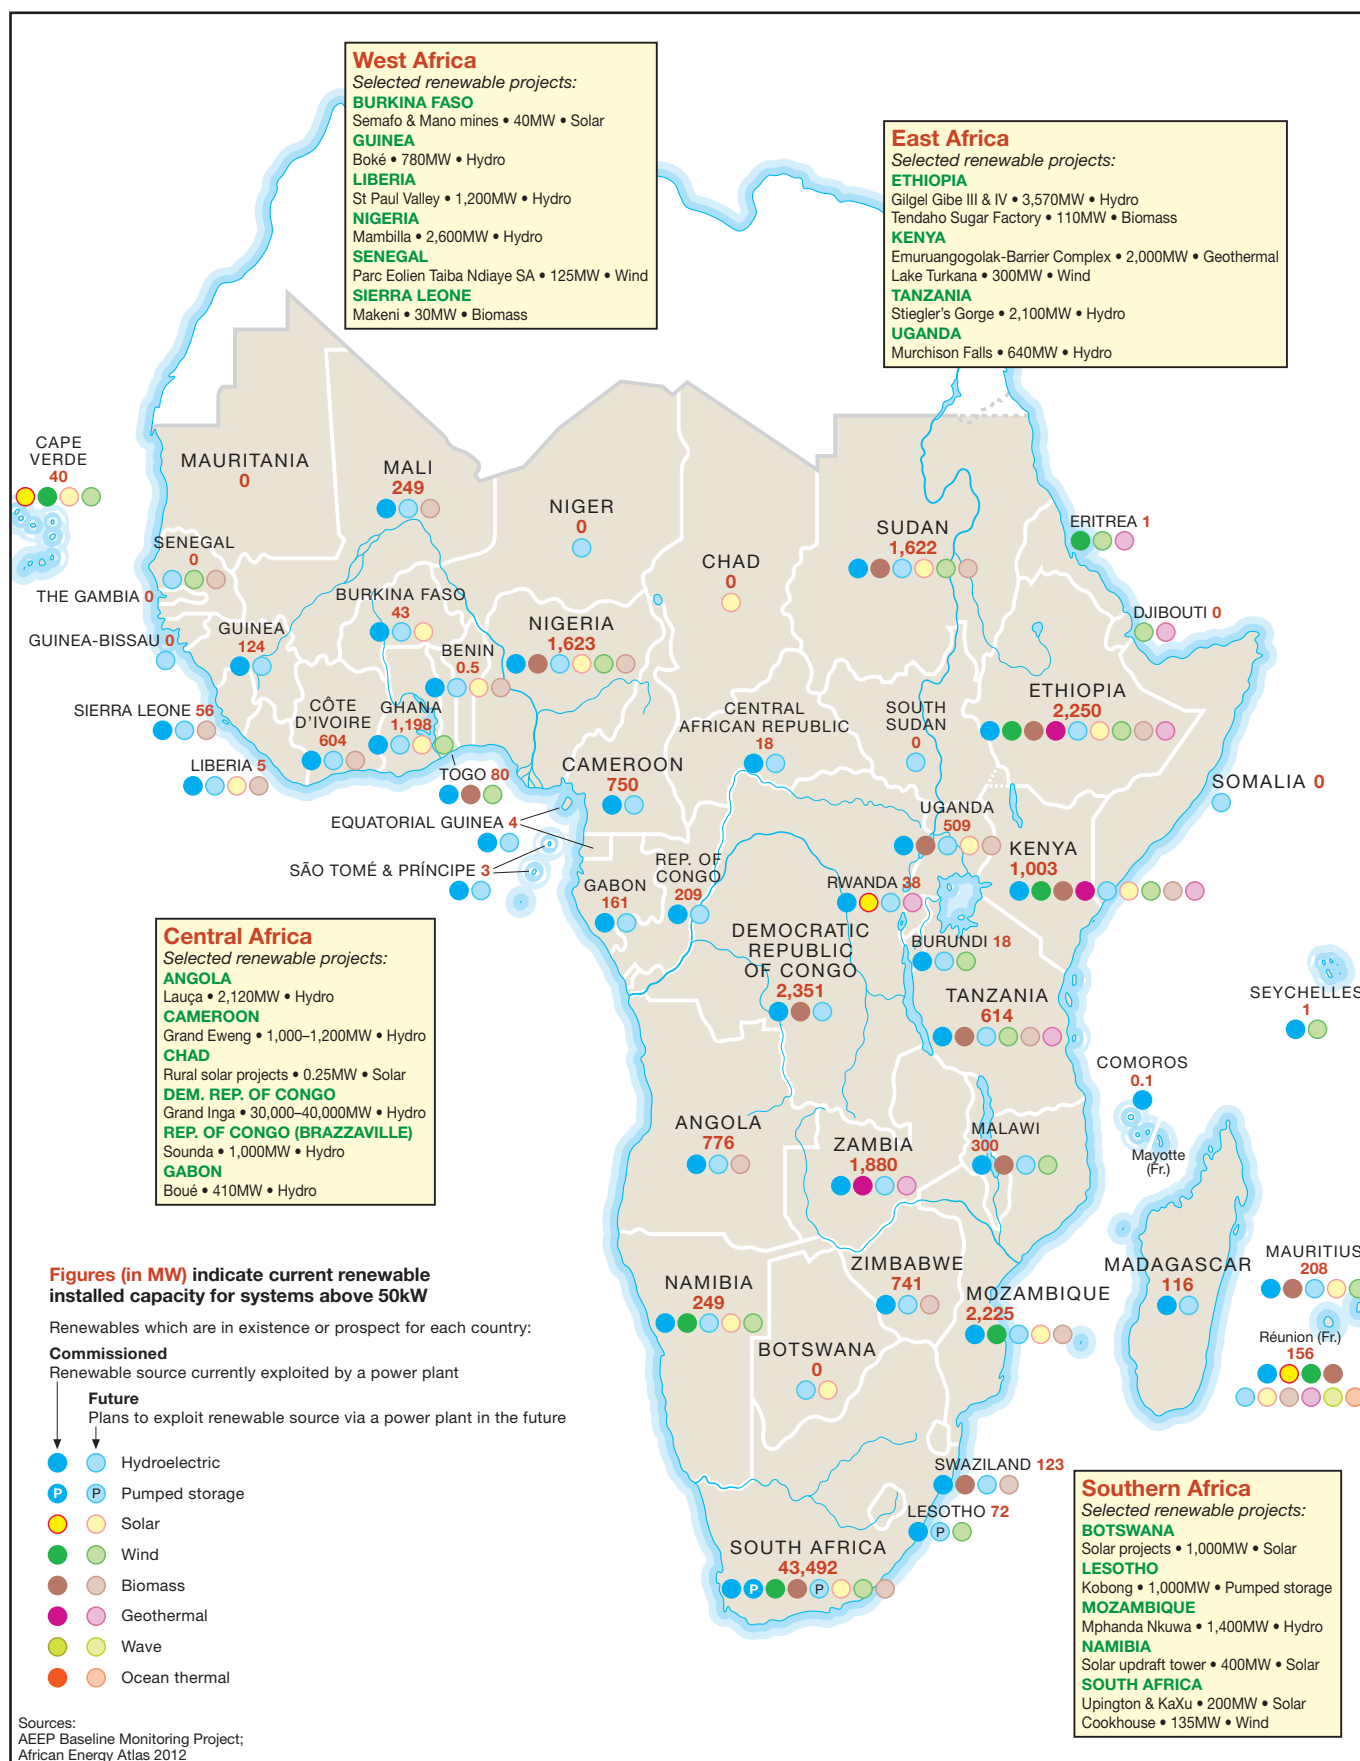 West Africa
Selected renewable projects:
BURKINA FASO
Semafo & Mano mines • 40MW • Solar
GUINEA
Boké • 780MW • Hydro
LIBERIA
St Paul Valley • 1,200MW • Hydro
NIGERIA
Mambilla • 2,600MW • Hydro
SENEGAL
Parc Eolien Taiba Ndiaye SA • 125MW • Wind
SIERRA LEONE
Makeni • 30MW • Biomass
East Africa
Selected renewable projects:
ETHIOPIA
Gilgel Gibe III & IV • 3,570MW • Hydro
Tendaho Sugar Factory • 110MW • Biomass
KENYA
Emuruangogolak-Barrier Complex • 2,000MW • Geothermal
Lake Turkana • 300MW • Wind
TANZANIA
Stiegler's Gorge • 2,100MW • Hydro
UGANDA
Murchison Falls • 640MW • Hydro
CAPE
VERDE
40
MAURITANIA
0
MALI
249
NIGER
0
CHAD
0
SUDAN
1,622
ERITREA 1
SENEGAL
0
THE GAMBIA 0
GUINEA-BISSAU 0
GUINEA
124
BURKINA FASO
43
BENIN
0.5
NIGERIA
1,623
DJIBOUTI 0
SIERRA LEONE 56
CÔTE
D'IVOIRE
604
GHANA
1,198
CENTRAL
AFRICAN REPUBLIC
18
SOUTH
SUDAN
0
ETHIOPIA
2,250
LIBERIA 5
TOGO 80
CAMEROON
750
SOMALIA 0
EQUATORIAL GUINEA 4
UGANDA
509
KENYA
1,003
SÃO TOMÉ & PRÍNCIPE 3
GABON
161
REP. OF
CONGO
209
RWANDA 38
DEMOCRATIC
REPUBLIC
OF CONGO
2,351
BURUNDI 18
TANZANIA
614
SEYCHELLES
1
COMOROS
0.1
Mayotte
(Fr.)
Central Africa
Selected renewable projects:
ANGOLA
Lauça • 2,120MW • Hydro
CAMEROON
Grand Eweng • 1,000–1,200MW • Hydro
CHAD
Rural solar projects • 0.25MW • Solar
DEM. REP. OF CONGO
Grand Inga • 30,000–40,000MW • Hydro
REP. OF CONGO (BRAZZAVILLE)
Sounda • 1,000MW • Hydro
GABON
Boué • 410MW • Hydro
ANGOLA
776
ZAMBIA
1,880
MALAWI
300
NAMIBIA
249
ZIMBABWE
741
MOZAMBIQUE
2,225
MADAGASCAR
116
MAURITIUS
208
Réunion (Fr.)
156
BOTSWANA
0
SWAZILAND 123
LESOTHO 72
P
SOUTH AFRICA
43,492
P
P
Figures (in MW) indicate current renewable
installed capacity for systems above 50kW
Renewables which are in existence or prospect for each country:
Commissioned
Renewable source currently exploited by a power plant
Future
Plans to exploit renewable source via a power plant in the future
Hydroelectric
P P Pumped storage
Solar
Wind
Biomass
Geothermal
Wave
Ocean thermal
Southern Africa
Selected renewable projects:
BOTSWANA
Solar projects • 1,000MW • Solar
LESOTHO
Kobong • 1,000MW • Pumped storage
MOZAMBIQUE
Mphanda Nkuwa • 1,400MW • Hydro
NAMIBIA
Solar updraft tower • 400MW • Solar
SOUTH AFRICA
Upington & KaXu • 200MW • Solar
Cookhouse • 135MW • Wind
Sources:
AEEP Baseline Monitoring Project;
African Energy Atlas 2012